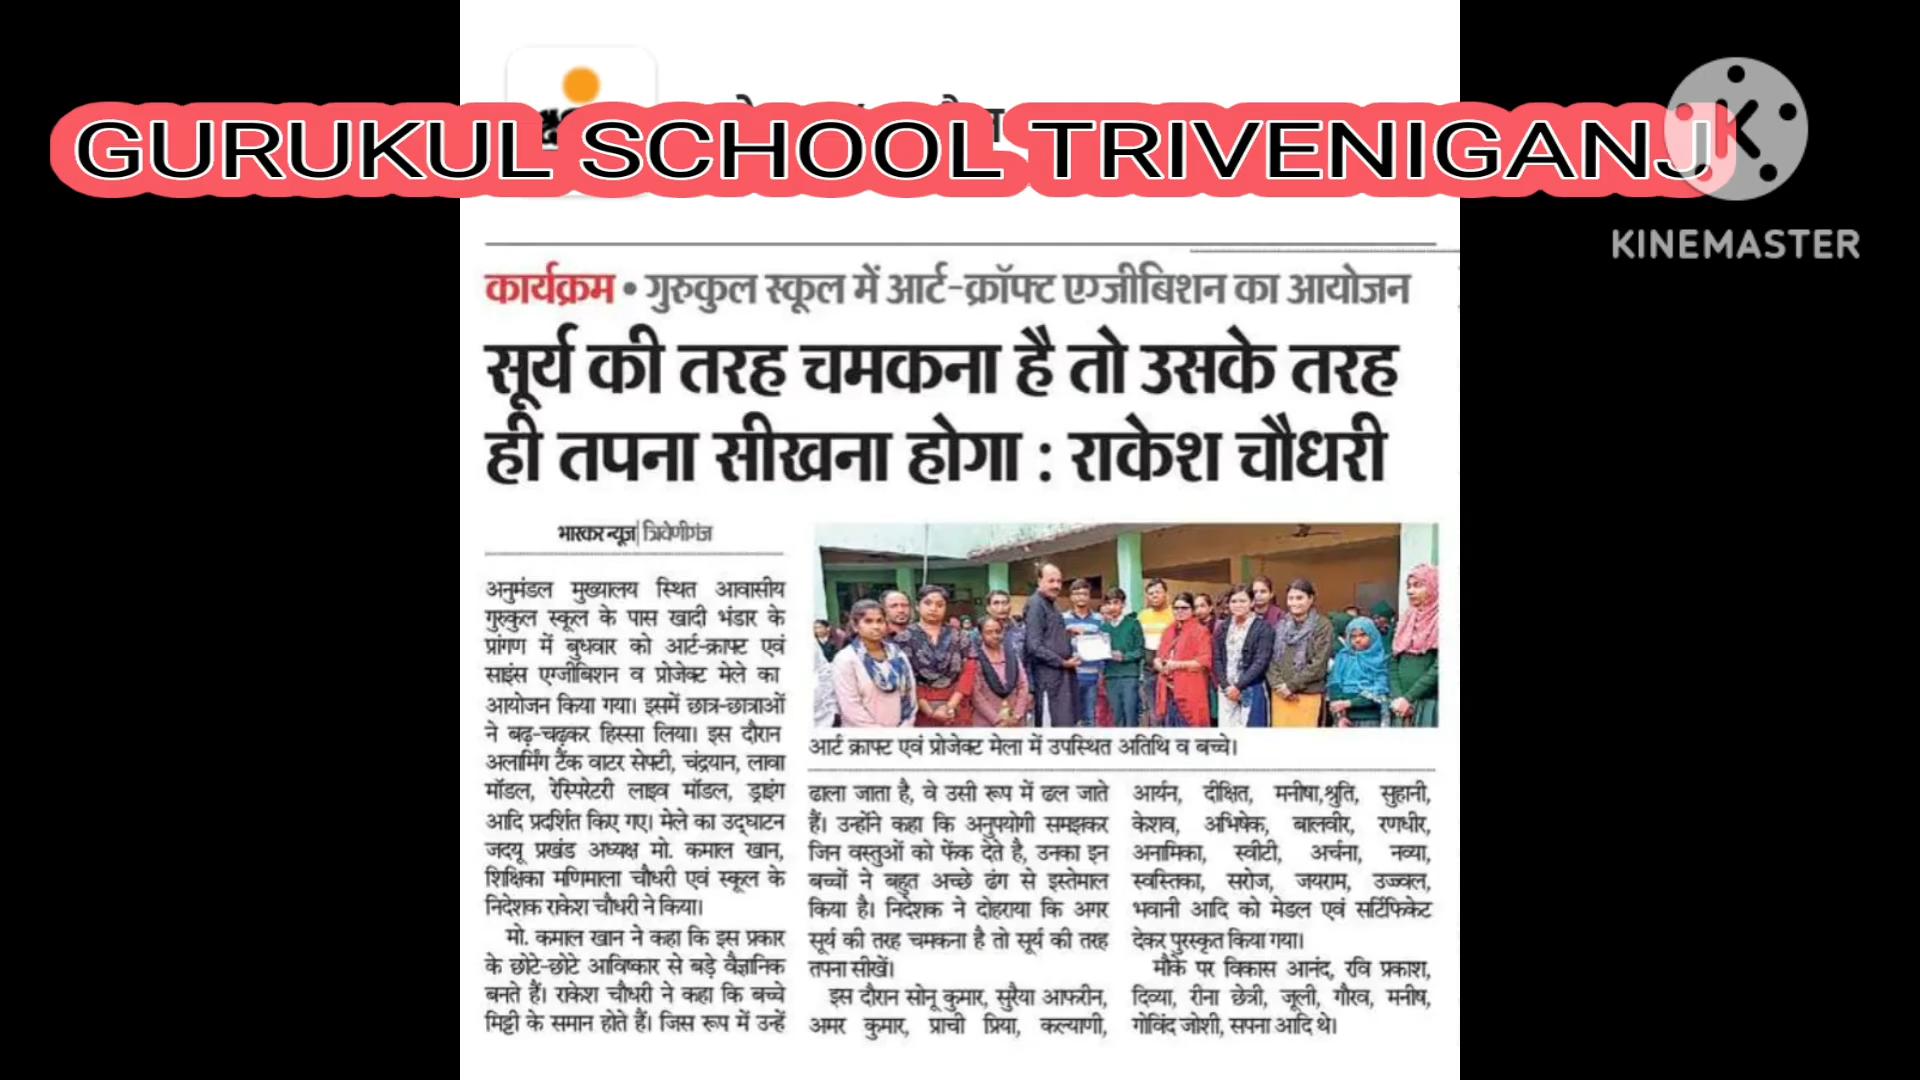 GURUKUL SCHOOL TRIVENIGANJ
KINEMASTER
कार्यक्रम • गुरुकुल स्कूल में आर्ट-क्रॉफ्ट एग्जीबिशन का आयोजन
सूर्य की तरह चमकना है तो उसके तरह
ही तपना सीखना होगा : राकेश चौधरी
भास्कर न्यूज|त्रिवेणीगंज
अनुमंडल मुख्यालय स्थित आवासीय
गुरुकुल स्कूल के पास खादी भंडार के
प्रांगण में बुधवार को आर्ट-क्राफ्ट एवं
साइंस एग्जीबिशन व प्रोजेक्ट मेले का
आयोजन किया गया। इसमें छात्र-छात्राओं
ने बढ़-चढ़कर हिस्सा लिया। इस दौरान
अलार्मिंग टैंक वाटर सेफ्टी, चंद्रयान, लावा
मॉडल, रेस्पिरेटरी लाइव मॉडल, ड्राइंग
आदि प्रदर्शित किए गए। मेले का उद्घाटन
जदयू प्रखंड अध्यक्ष मो. कमाल खान,
शिक्षिका मणिमाला चौधरी एवं स्कूल के
निदेशक राकेश चौधरी ने किया।
मो. कमाल खान ने कहा कि इस प्रकार
के छोटे-छोटे आविष्कार से बड़े वैज्ञानिक
बनते हैं। राकेश चौधरी ने कहा कि बच्चे
मिट्टी के समान होते हैं। जिस रूप में उन्हें
आर्ट क्राफ्ट एवं प्रोजेक्ट मेला में उपस्थित अतिथि व बच्चे।
ढाला जाता है, वे उसी रूप में ढल जाते
हैं। उन्होंने कहा कि अनुपयोगी समझकर
जिन वस्तुओं को फेंक देते है, उनका इन
बच्चों ने बहुत अच्छे ढंग से इस्तेमाल
किया है। निदेशक ने दोहराया कि अगर
सूर्य की तरह चमकना है तो सूर्य की तरह
तपना सीखें।
इस दौरान सोनू कुमार, सुरैया आफरीन,
अमर कुमार, प्राची प्रिया, कल्याणी,
आर्यन, दीक्षित, मनीषा,श्रुति, सुहानी,
केशव, अभिषेक, बालवीर, रणधीर,
अनामिका, स्वीटी, अर्चना, नव्या,
स्वस्तिका, सरोज, जयराम, उज्ज्वल,
भवानी आदि को मेडल एवं सर्टिफिकेट
देकर पुरस्कृत किया गया।
मौके पर विकास आनंद, रवि प्रकाश,
दिव्या, रीना छेत्री, जूली, गौरव, मनीष,
गोविंद जोशी, सपना आदि थे।